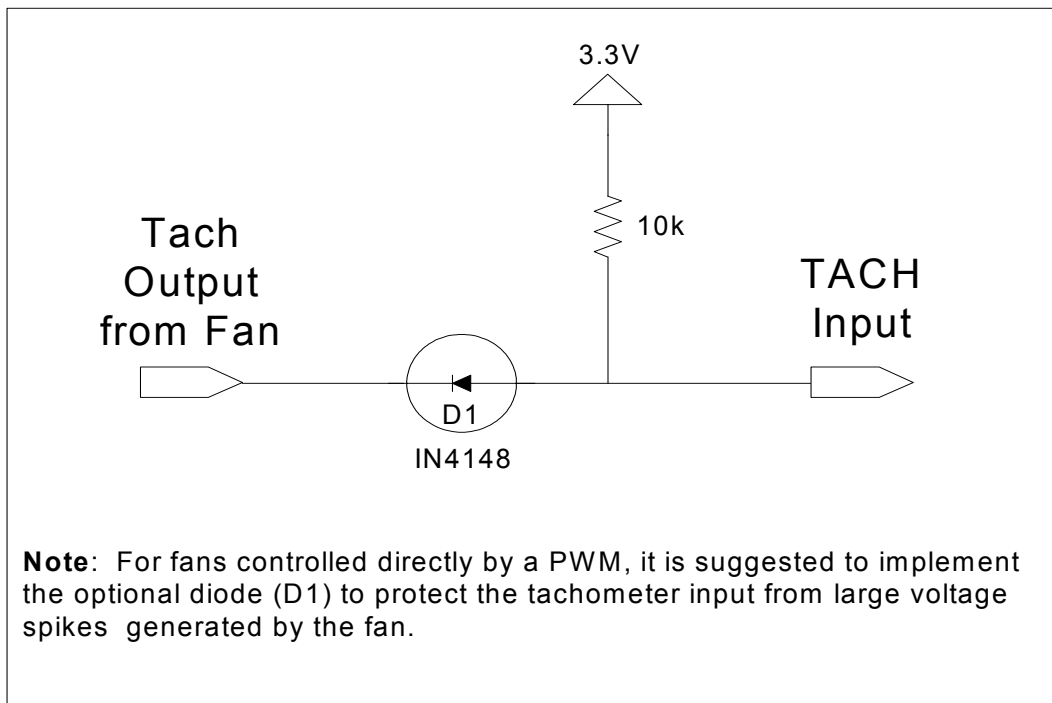 3.3V
10k
Tach
Output
from Fan
TACH
Input
D1
IN4148
Note: For fans controlled directly by a PWM, it is suggested to implement
the optional diode (D1) to protect the tachometer input from large voltage
spikes generated by the fan.